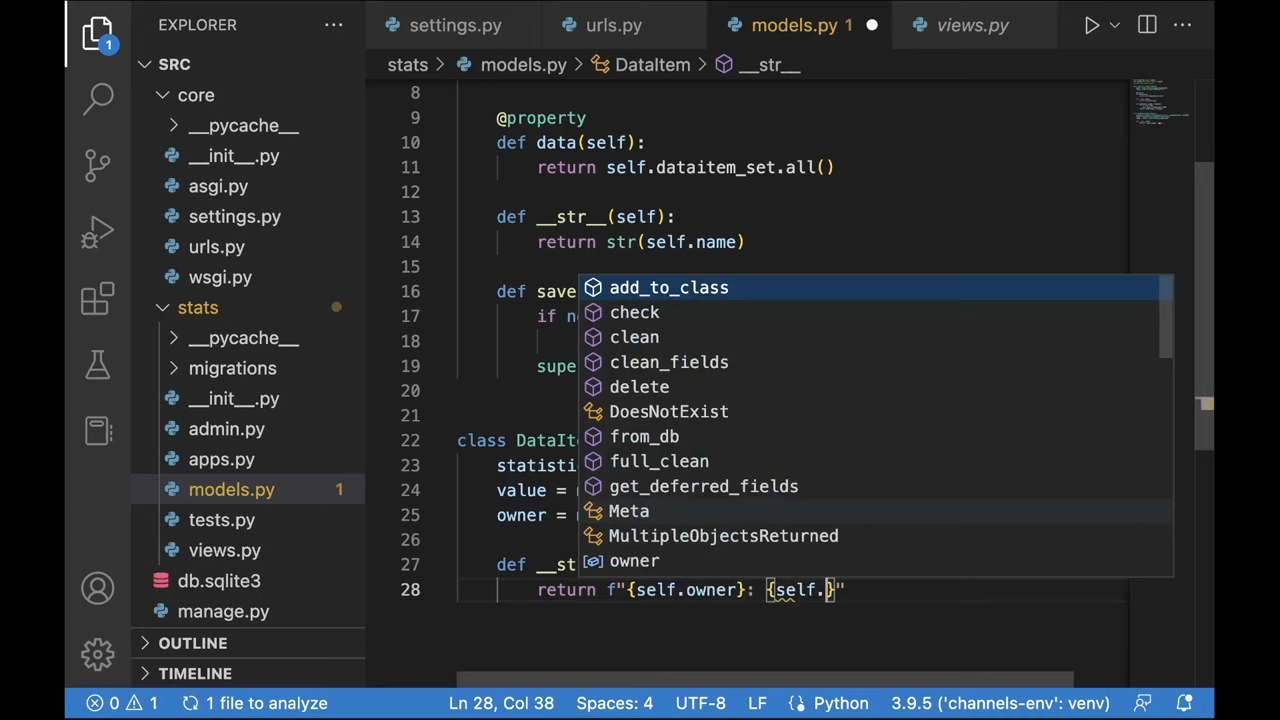 EXPLORER ...
settings.py urls.py models.py 1 views.py
1
SRC
stats models.py DataItem __str__
core
__pycache__
__init__.py
asgi.py
settings.py
urls.py
wsgi.py
stats
__pycache__
migrations
__init__.py
admin.py
apps.py
models.py 1
tests.py
views.py
db.sqlite3
manage.py
OUTLINE
TIMELINE
8
9 @property
10 def data(self):
11 return self.dataitem_set.all()
12
13 def __str__(self):
14 return str(self.name)
15
16 def save
17 if n
18
19 supe
20
21
22 class DataIt
23 statisti
24 value =
25 owner =
26
27 def __st
28 return f"{self.owner}: {self.}"
add_to_class
check
clean
clean_fields
delete
DoesNotExist
from_db
full_clean
get_deferred_fields
Meta
MultipleObjectsReturned
owner
0 1 1 file to analyze Ln 28, Col 38 Spaces: 4 UTF-8 LF Python 3.9.5 ('channels-env': venv)